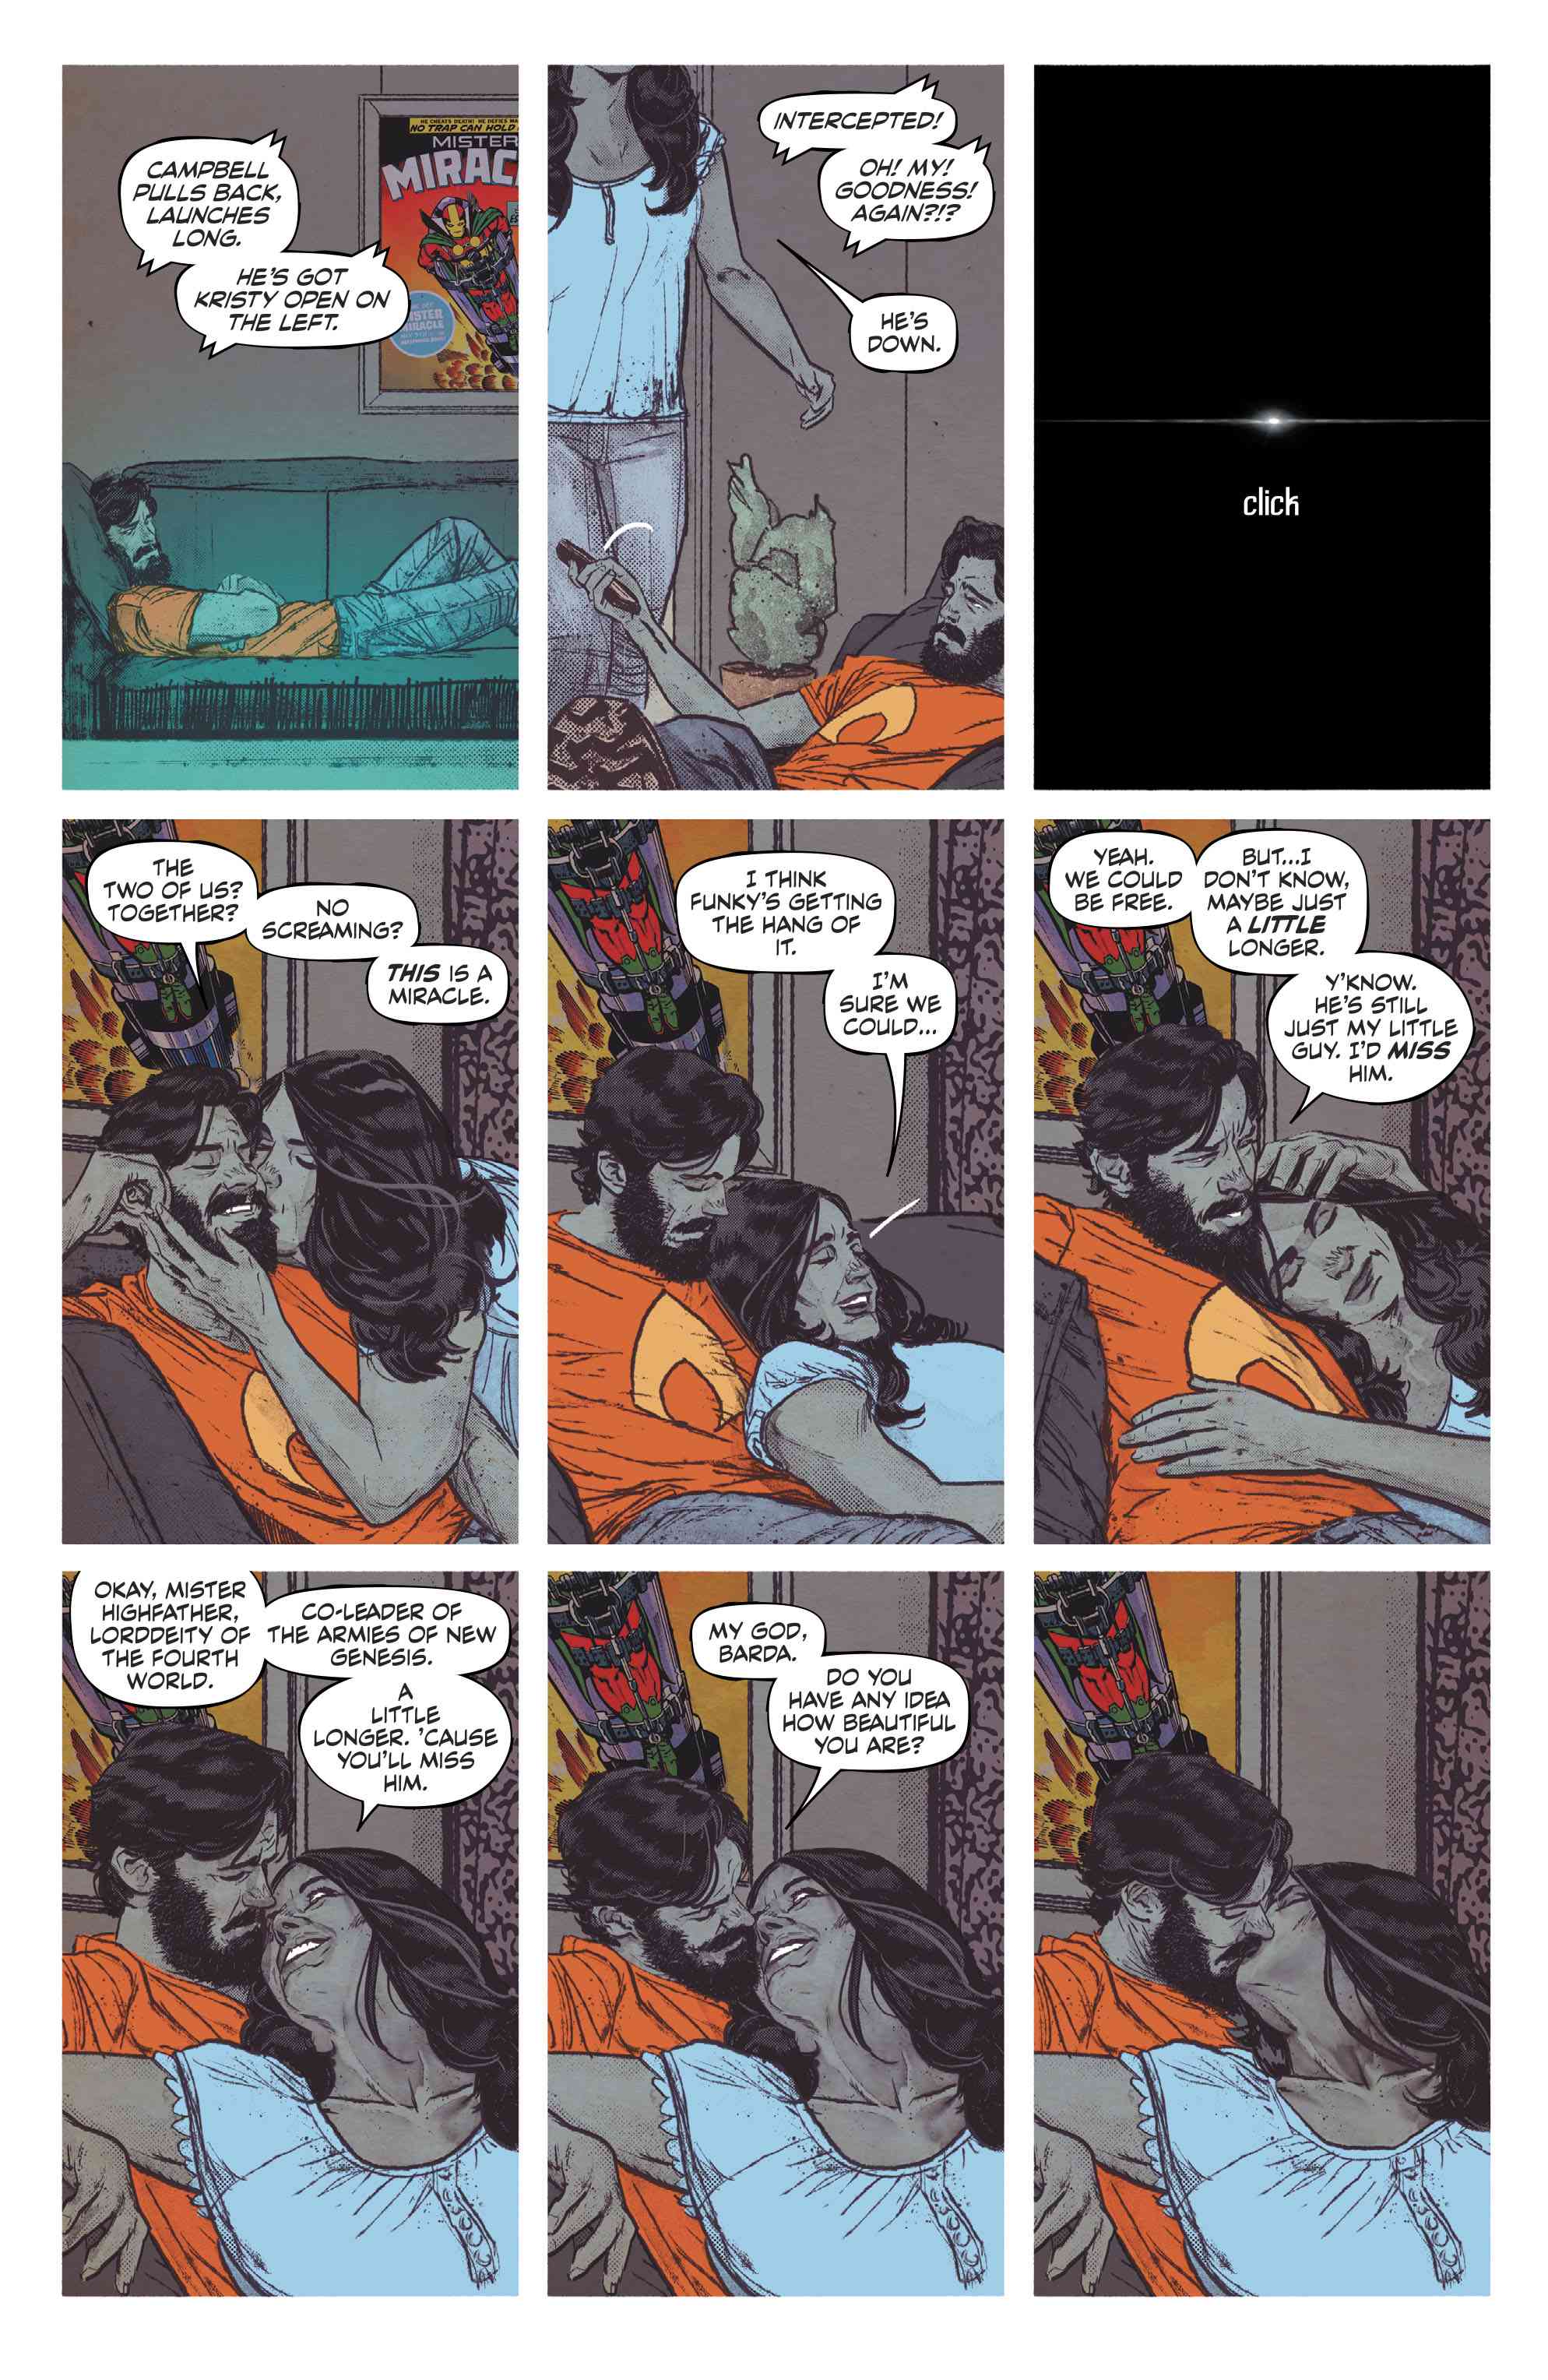 CAMPBELL
PULLS BACK,
LAUNCHES
LONG.
HE'S GOT
KRISTY OPEN ON
THE LEFT.
NO TRAP CAN HOLD
MISTER
MIRAC
MIRACLE
INTERCEPTED!
OH! MY!
GOODNESS!
AGAIN?!?
HE'S
DOWN.
click
THE
TWO OF US?
TOGETHER?
NO
SCREAMING?
THIS IS A
MIRACLE.
I THINK
FUNKY'S GETTING
THE HANG OF
IT.
I'M
SURE WE
COULD...
YEAH.
WE COULD
BE FREE.
BUT...I
DON'T KNOW,
MAYBE JUST
A LITTLE
LONGER.
Y'KNOW.
HE'S STILL
JUST MY LITTLE
GUY. I'D MISS
HIM.
OKAY, MISTER
HIGHFATHER,
LORDDEITY OF
THE FOURTH
WORLD.
CO-LEADER OF
THE ARMIES OF NEW
GENESIS.
A
LITTLE
LONGER. 'CAUSE
YOU'LL MISS
HIM.
MY GOD,
BARDA.
DO YOU
HAVE ANY IDEA
HOW BEAUTIFUL
YOU ARE?